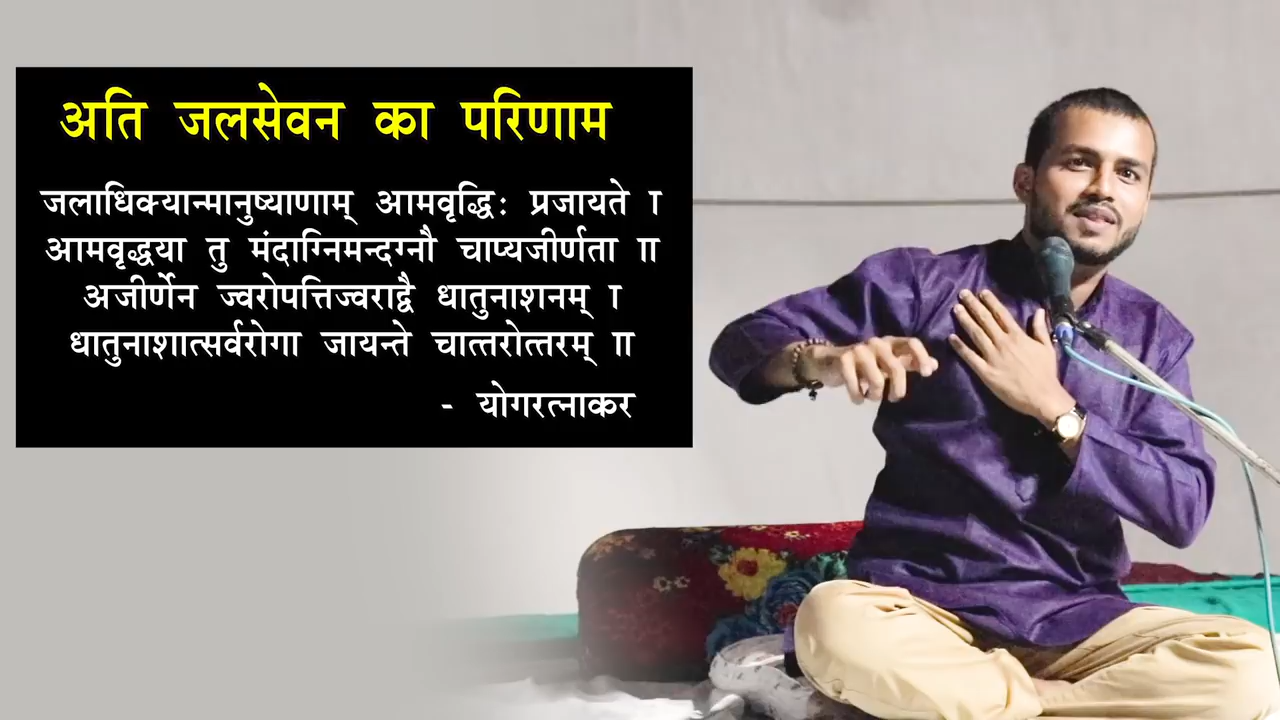 अति जलसेवन का परिणाम
जलाधिक्यान्मानुष्याणाम् आमवृद्धिः प्रजायते ।
आमवृद्धया तु मंदाग्निमन्दग्नौ चाप्यजीर्णता ॥
अजीर्णेन ज्वरोपत्तिज्वराद्वै धातुनाशनम् ।
धातुनाशात्सर्वरोगा जायन्ते चात्तरोत्तरम् ॥
- योगरत्नाकर